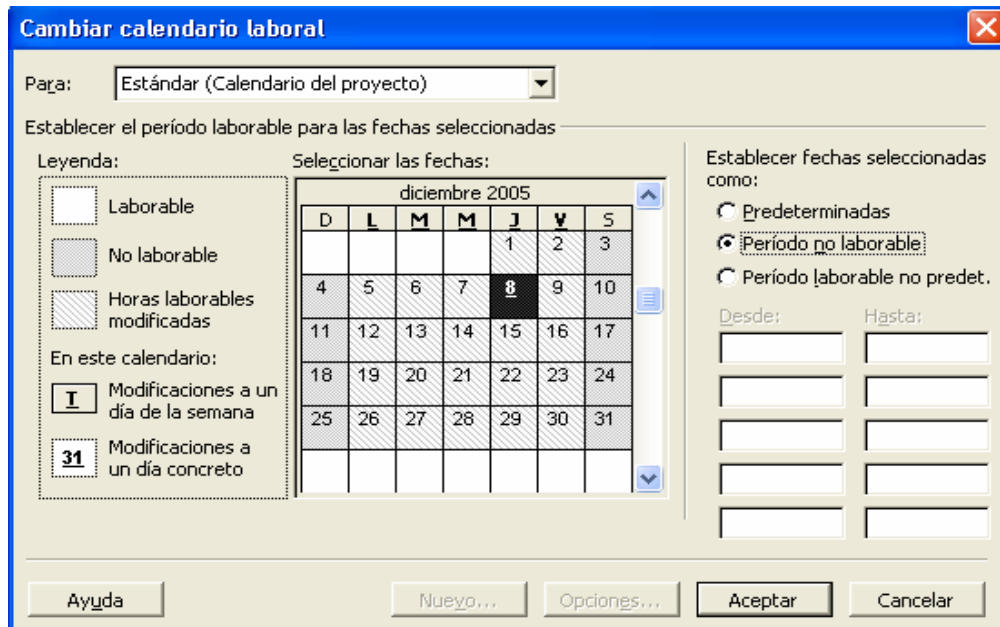 Cambiar calendario laboral
Para: Estándar (Calendario del proyecto)
Establecer el período laborable para las fechas seleccionadas
Leyenda:
Laborable
No laborable
Horas laborables
modificadas
En este calendario:
T Modificaciones a un
día de la semana
31 Modificaciones a
un día concreto
Seleccionar las fechas:
diciembre 2005
D L M M J V S
1 2 3
4 5 6 7 8 9 10
11 12 13 14 15 16 17
18 19 20 21 22 23 24
25 26 27 28 29 30 31
Establecer fechas seleccionadas
como:
Predeterminadas
Período no laborable
Período laborable no predet.
Desde: Hasta:
Ayuda Nuevo... Opciones... Aceptar Cancelar